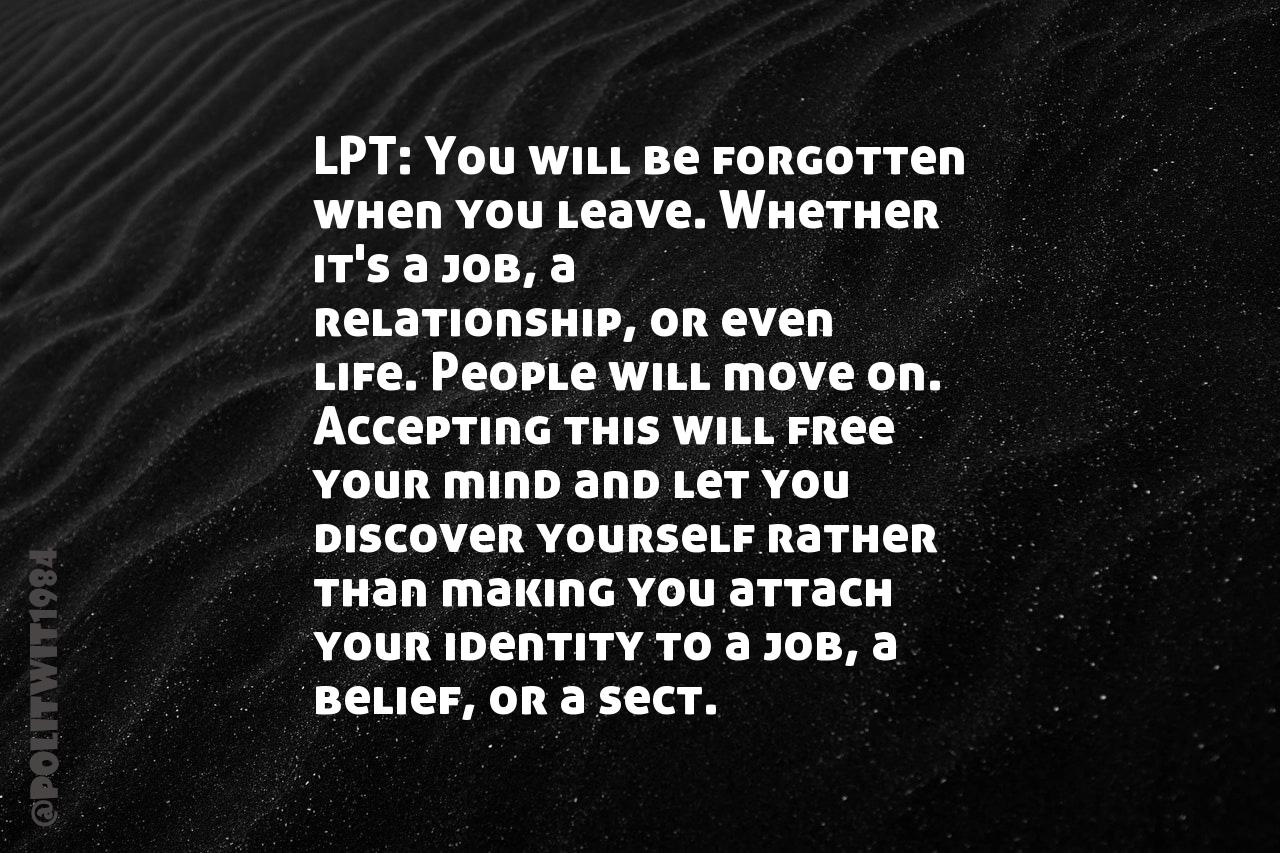 LPT: You will be forgotten
when you leave. Whether
it's a job, a
relationship, or even
life. People will move on.
Accepting this will free
your mind and let you
discover yourself rather
than making you attach
your identity to a job, a
belief, or a sect.
@POLITWIT1984